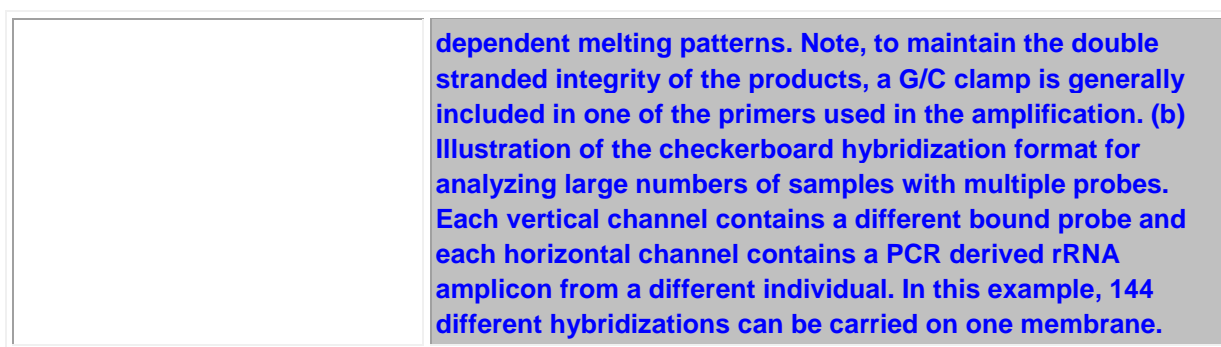 dependent melting patterns. Note, to maintain the double
stranded integrity of the products, a G/C clamp is generally
included in one of the primers used in the amplification. (b)
Illustration of the checkerboard hybridization format for
analyzing large numbers of samples with multiple probes.
Each vertical channel contains a different bound probe and
each horizontal channel contains a PCR derived rRNA
amplicon from a different individual. In this example, 144
different hybridizations can be carried on one membrane.